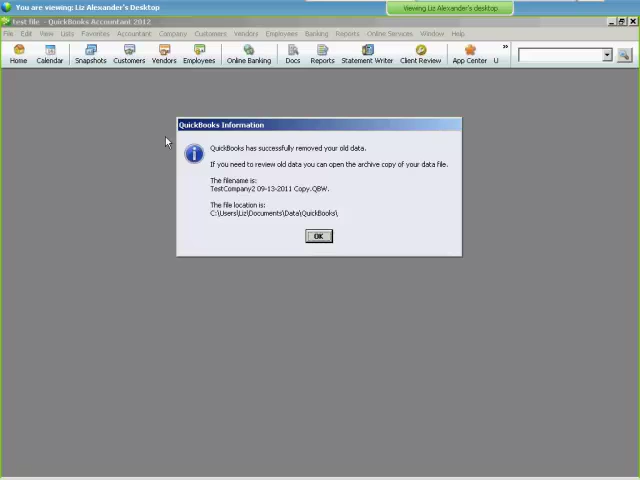 You are viewing: Liz Alexander's Desktop
Viewing Liz Alexander's desktop
test file - QuickBooks Accountant 2012
File Edit View Lists Favorites Accountant Company Customers Vendors Employees Banking Reports Online Services Window Help
Home Calendar Snapshots Customers Vendors Employees Online Banking Docs Reports Statement Writer Client Review App Center U »
QuickBooks Information
QuickBooks has successfully removed your old data.
If you need to review old data you can open the archive copy of your data file.
The filename is:
TestCompany2 09-13-2011 Copy.QBW.
The file location is:
C:\Users\Liz\Documents\Data\QuickBooks\
OK